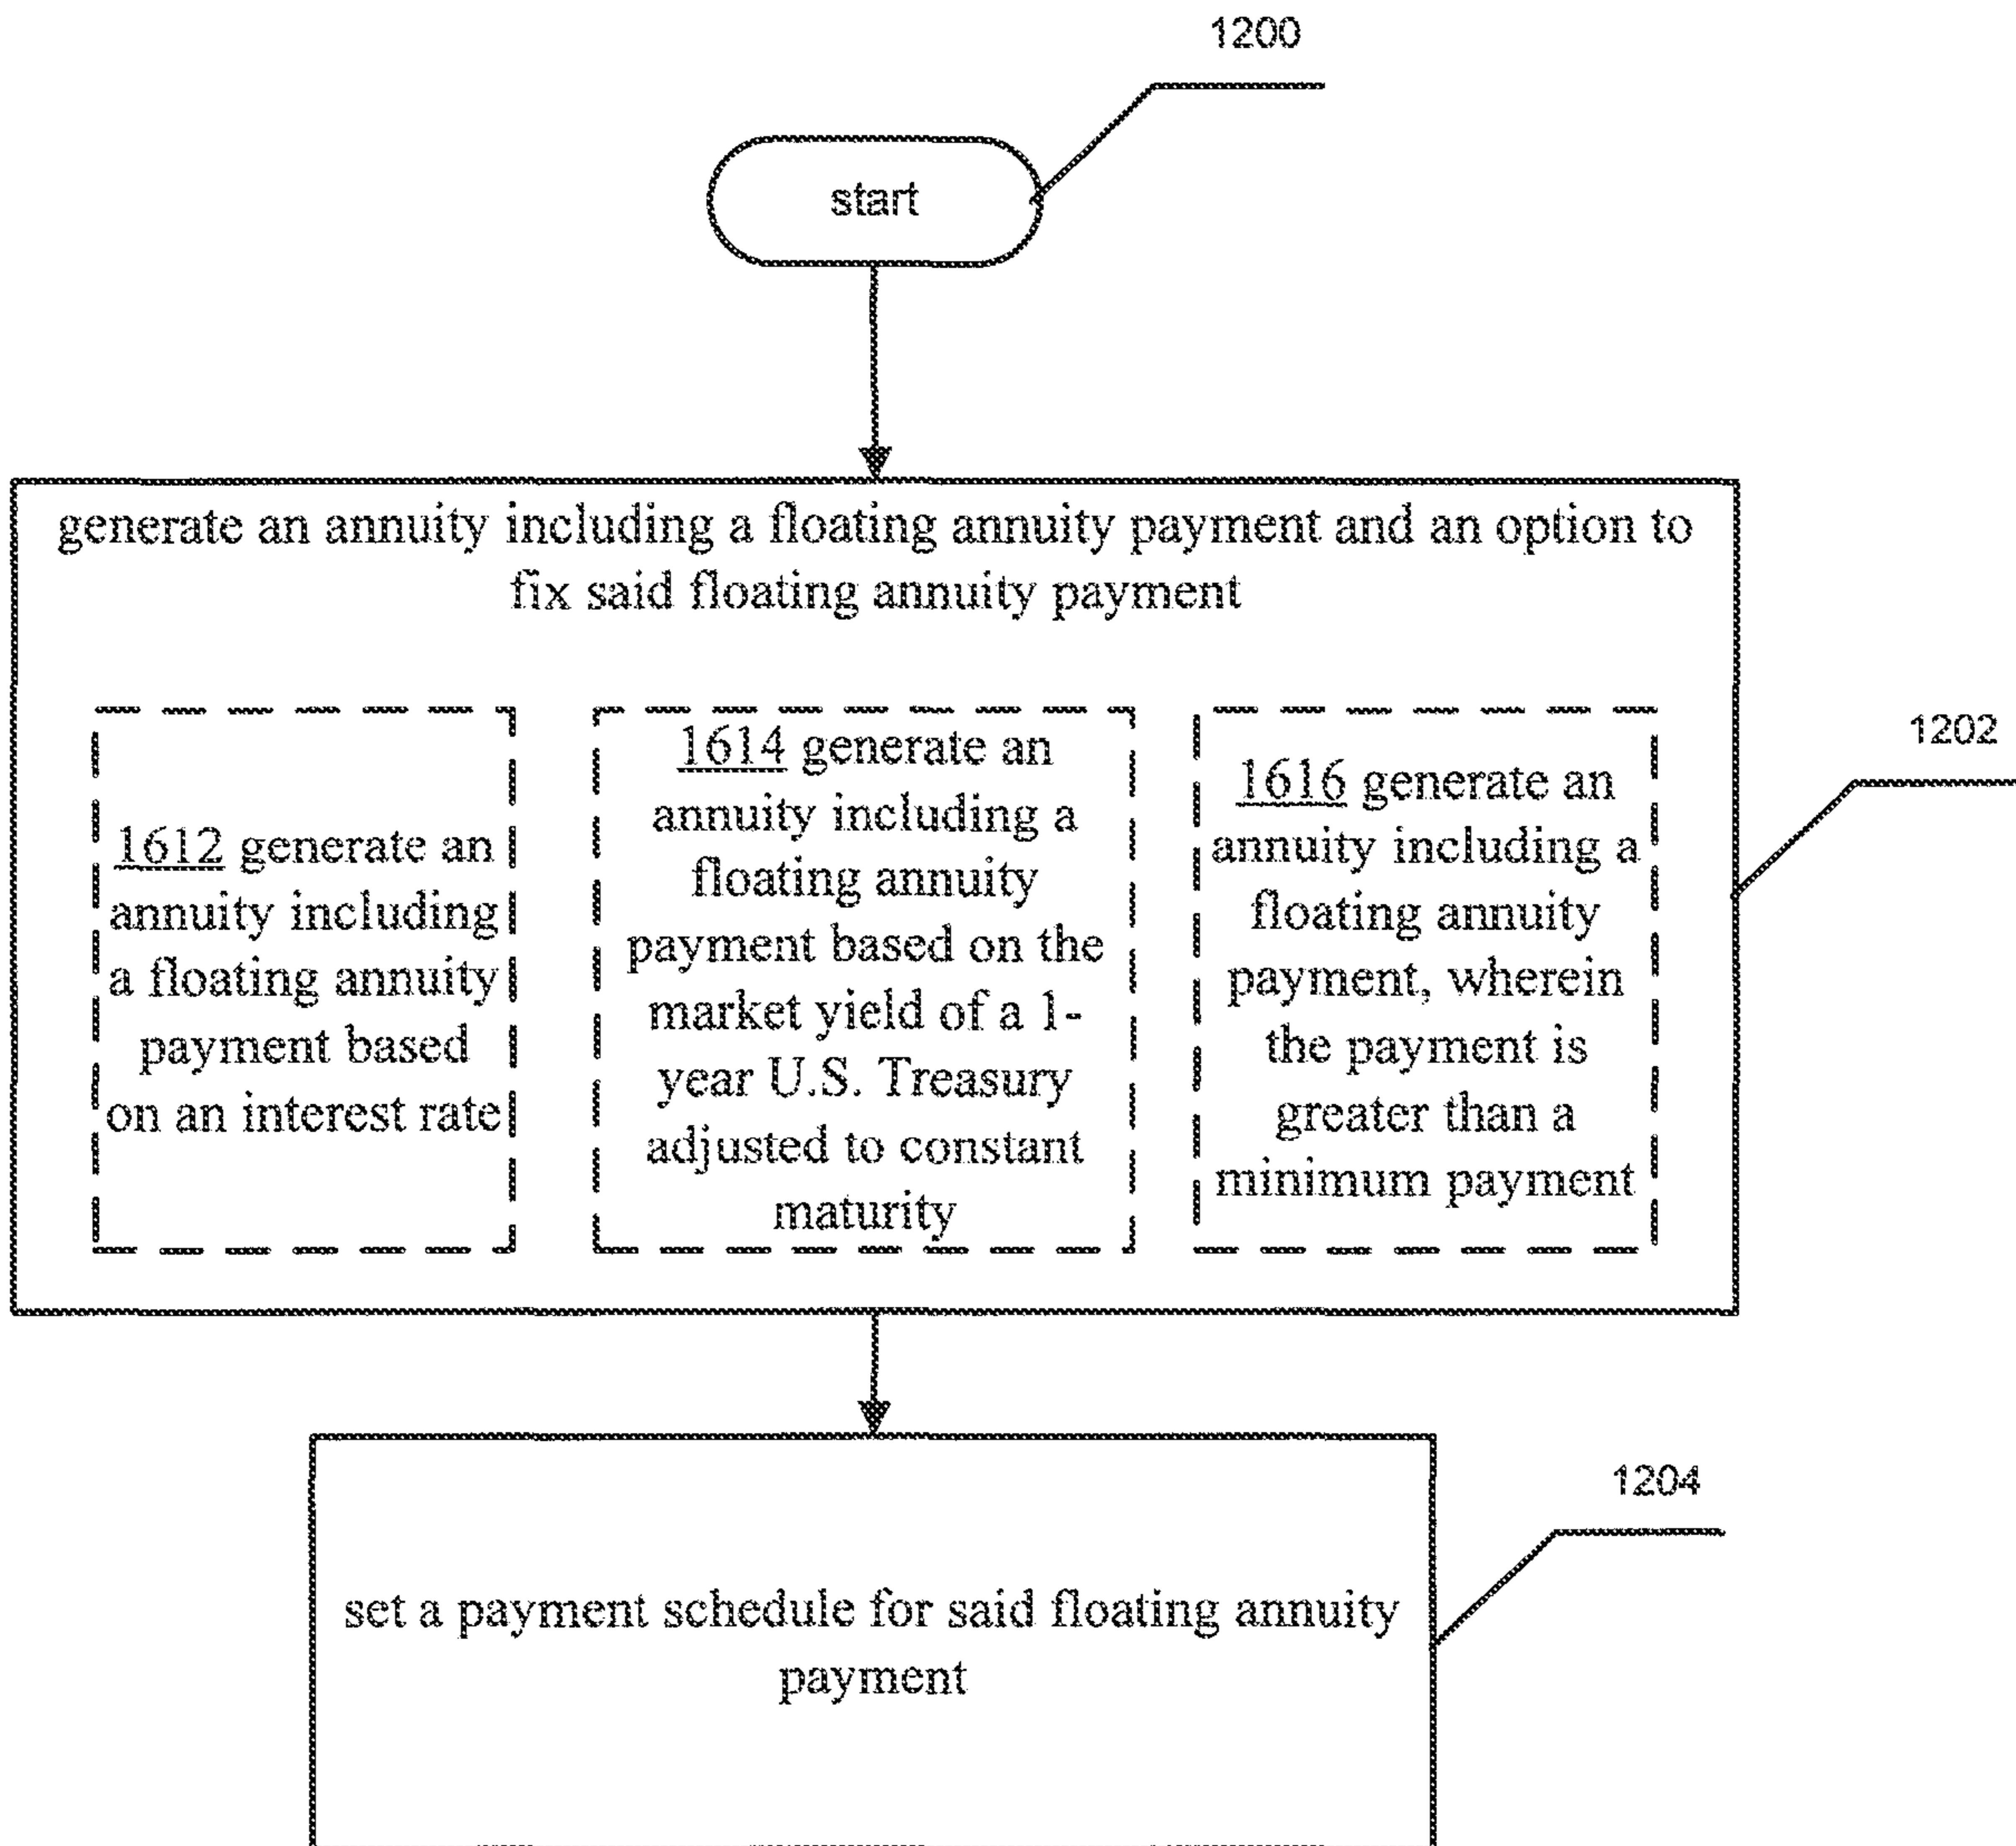 1200
start
generate an annuity including a floating annuity payment and an option to
fix said floating annuity payment
1202
1612 generate an
annuity including
a floating annuity
payment based
on an interest rate
1614 generate an
annuity including a
floating annuity
payment based on the
market yield of a 1-
year U.S. Treasury
adjusted to constant
maturity
1616 generate an
annuity including a
floating annuity
payment, wherein
the payment is
greater than a
minimum payment
1204
set a payment schedule for said floating annuity
payment